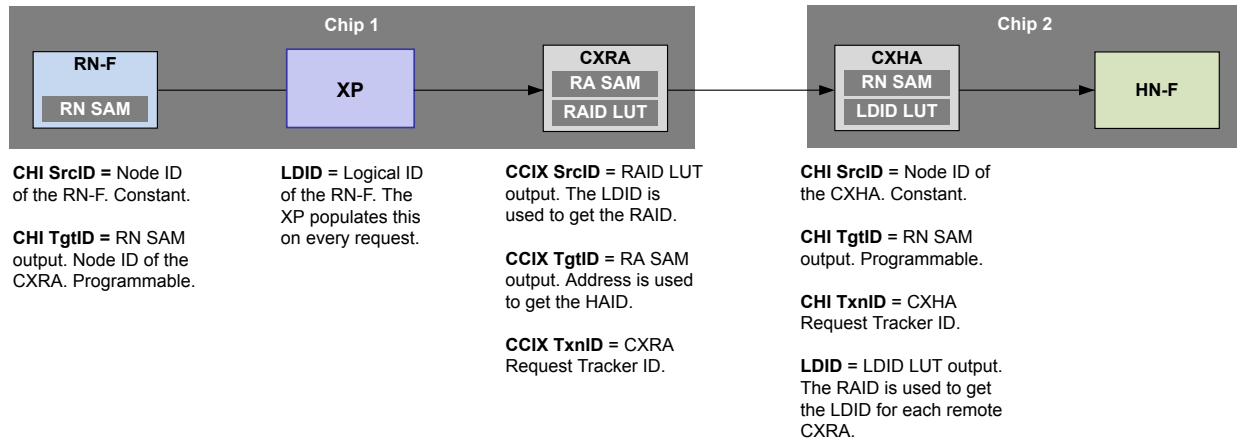 Chip 1
RN-F
RN SAM
XP
CXRA
RA SAM
RAID LUT
Chip 2
CXHA
RN SAM
LDID LUT
HN-F
CHI SrcID = Node ID
of the RN-F. Constant.
CHI TgtID = RN SAM
output. Node ID of the
CXRA. Programmable.
LDID = Logical ID
of the RN-F. The
XP populates this
on every request.
CCIX SrcID = RAID LUT
output. The LDID is
used to get the RAID.
CCIX TgtID = RA SAM
output. Address is used
to get the HAID.
CCIX TxnID = CXRA
Request Tracker ID.
CHI SrcID = Node ID of
the CXHA. Constant.
CHI TgtID = RN SAM
output. Programmable.
CHI TxnID = CXHA
Request Tracker ID.
LDID = LDID LUT output.
The RAID is used to get
the LDID for each remote
CXRA.